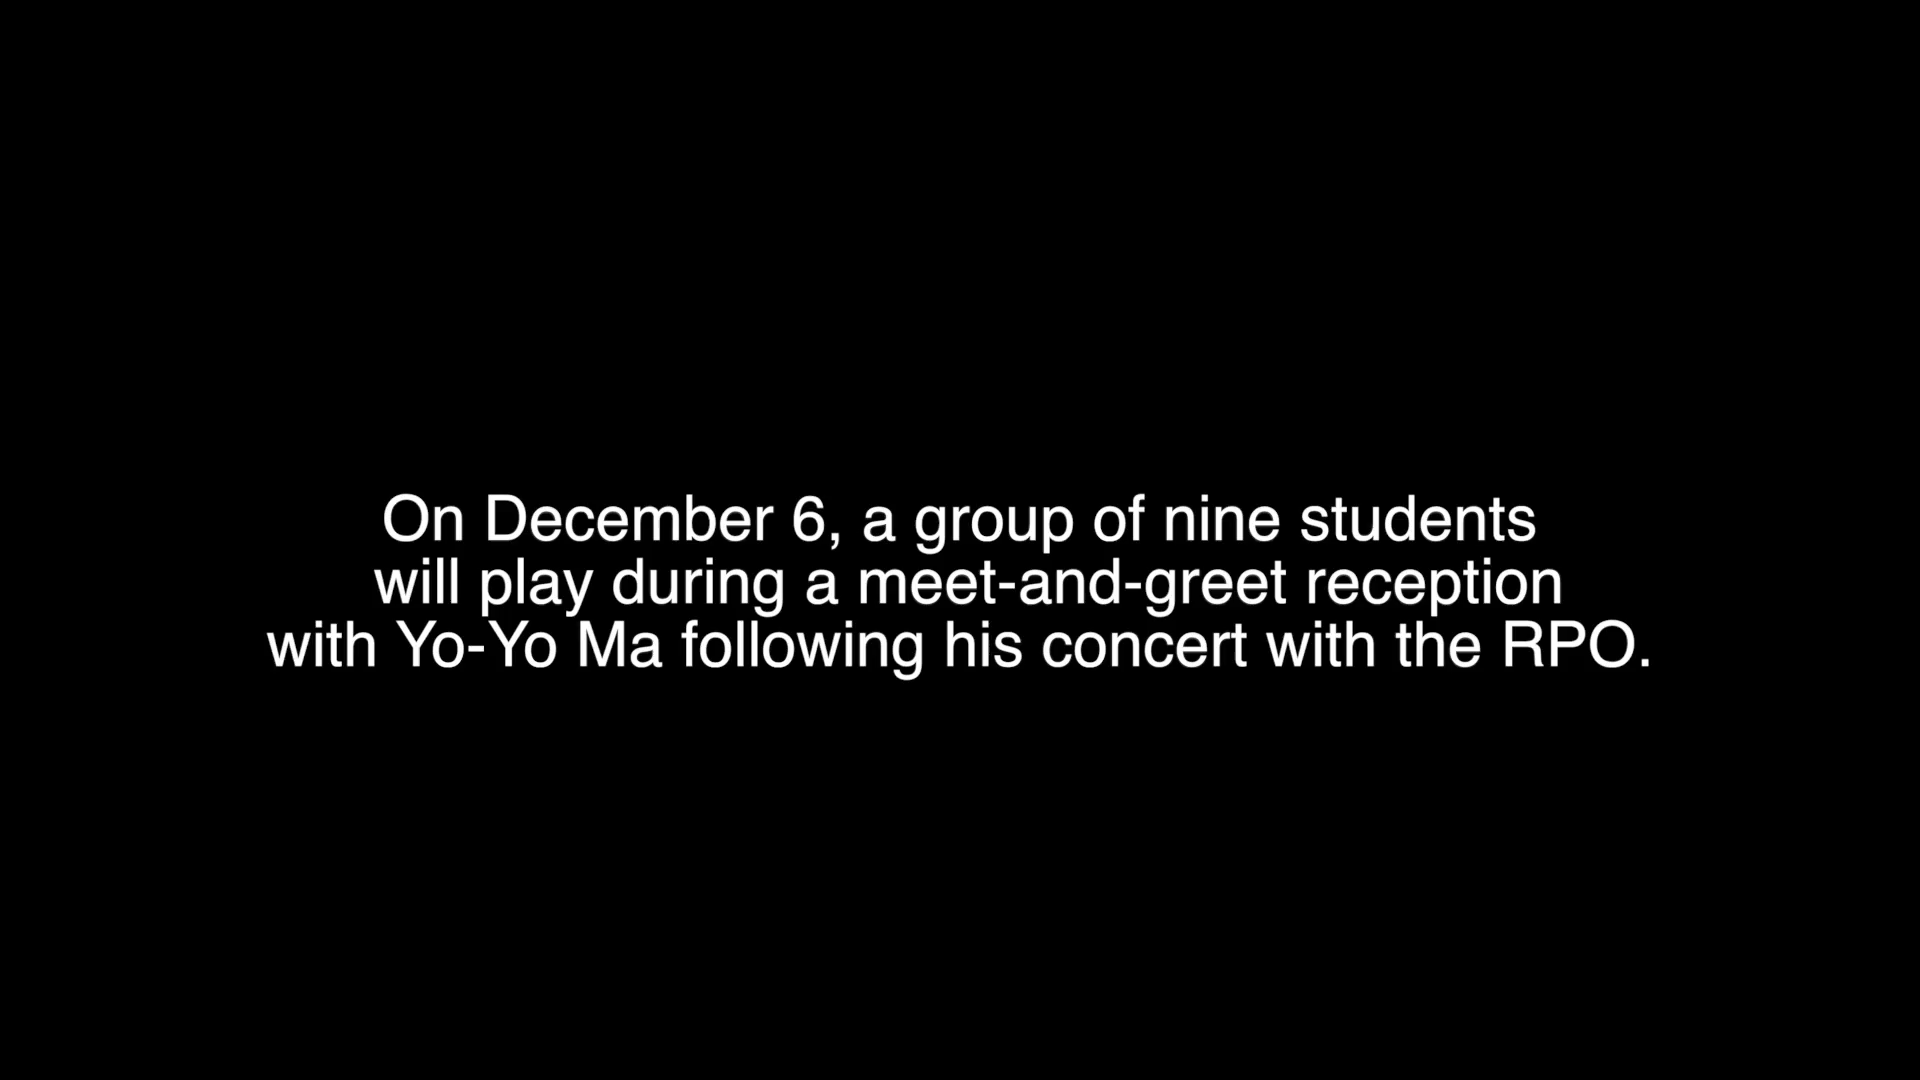 On December 6, a group of nine students
will play during a meet-and-greet reception
with Yo-Yo Ma following his concert with the RPO.